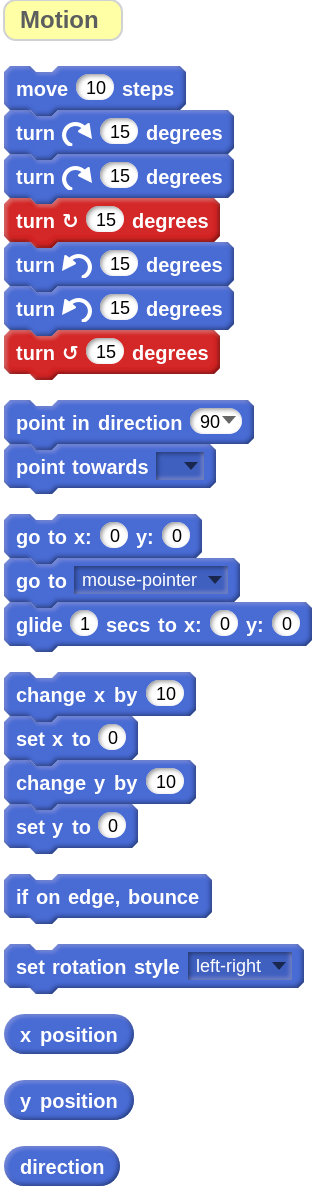 Motion
move 10 steps
turn 15 degrees
turn 15 degrees
turn ↻ 15 degrees
turn 15 degrees
turn 15 degrees
turn ↺ 15 degrees
point in direction 90
point towards
go to x: 0 y: 0
go to mouse-pointer
glide 1 secs to x: 0 y: 0
change x by 10
set x to 0
change y by 10
set y to 0
if on edge, bounce
set rotation style left-right
x position
y position
direction